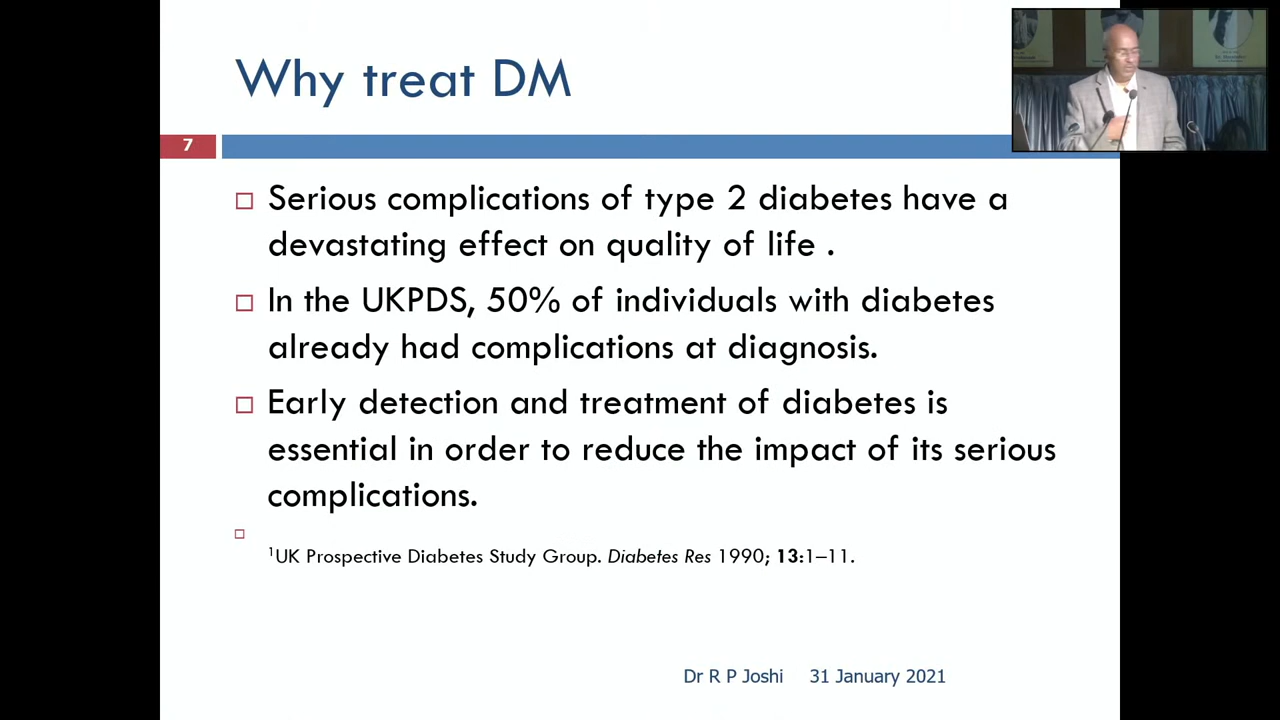 Why treat DM
7
Serious complications of type 2 diabetes have a
devastating effect on quality of life .
In the UKPDS, 50% of individuals with diabetes
already had complications at diagnosis.
Early detection and treatment of diabetes is
essential in order to reduce the impact of its serious
complications.
1UK Prospective Diabetes Study Group. Diabetes Res 1990; 13:1–11.
Dr R P Joshi 31 January 2021